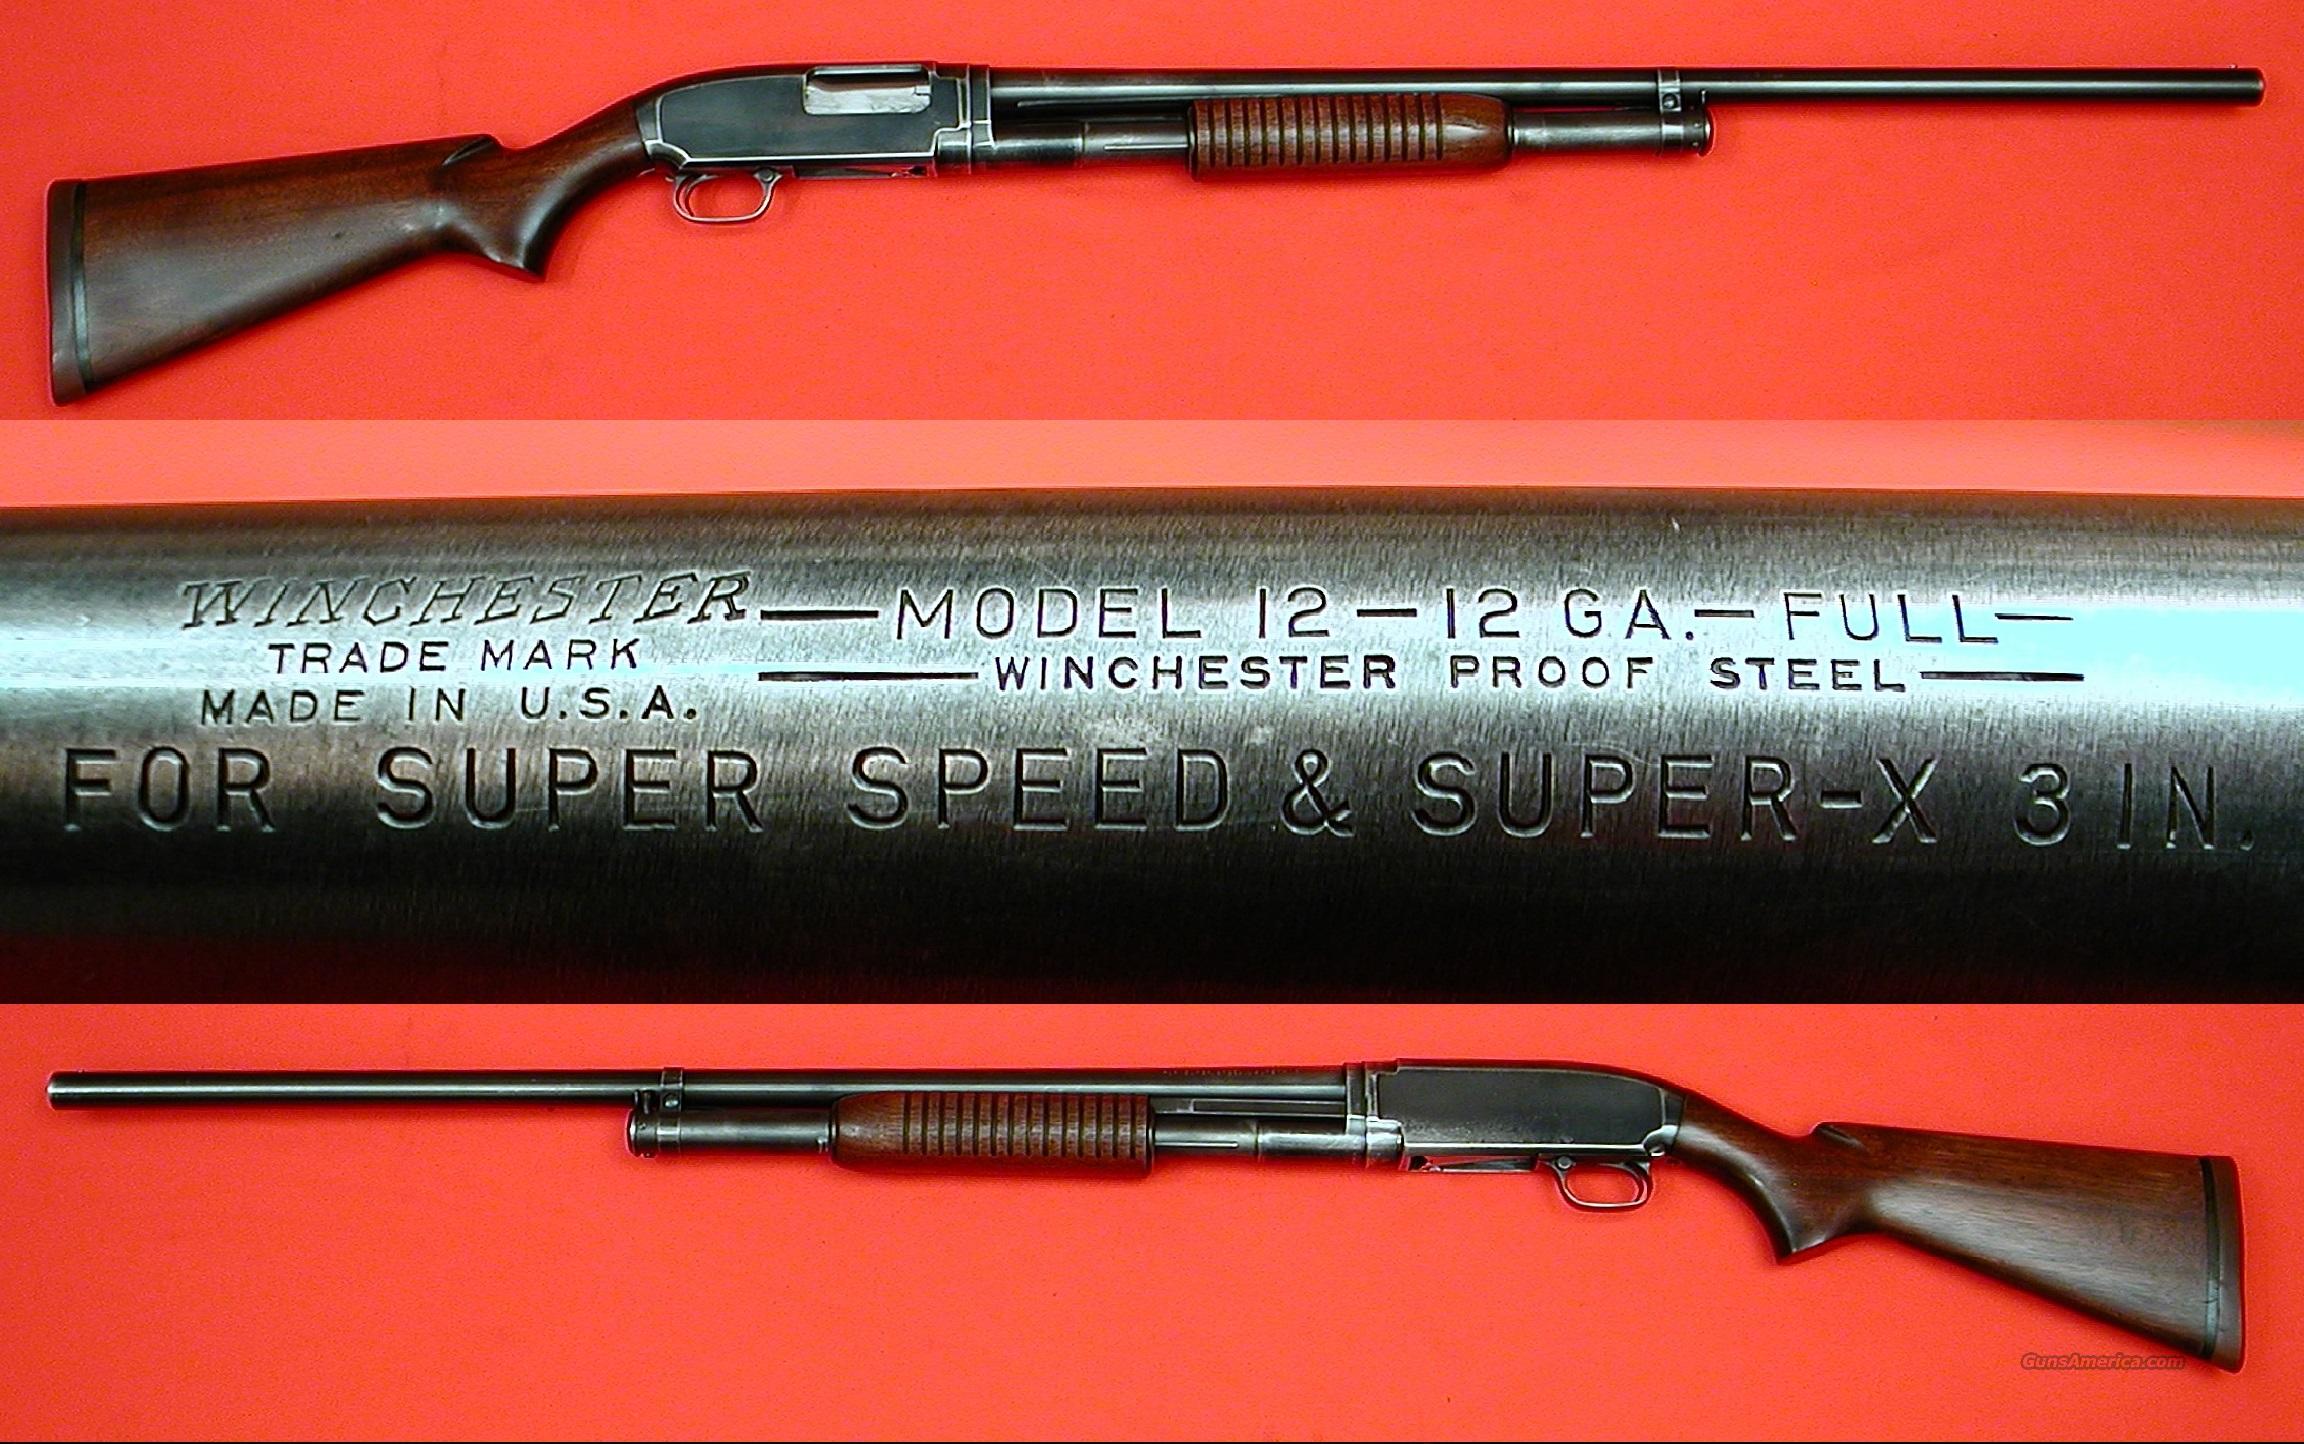 WINCHESTER—MODEL 12—12 GA.—FULL—
TRADE MARK —WINCHESTER PROOF STEEL—
MADE IN U.S.A.
FOR SUPER SPEED & SUPER-X 3 IN.
GunsAmerica.com